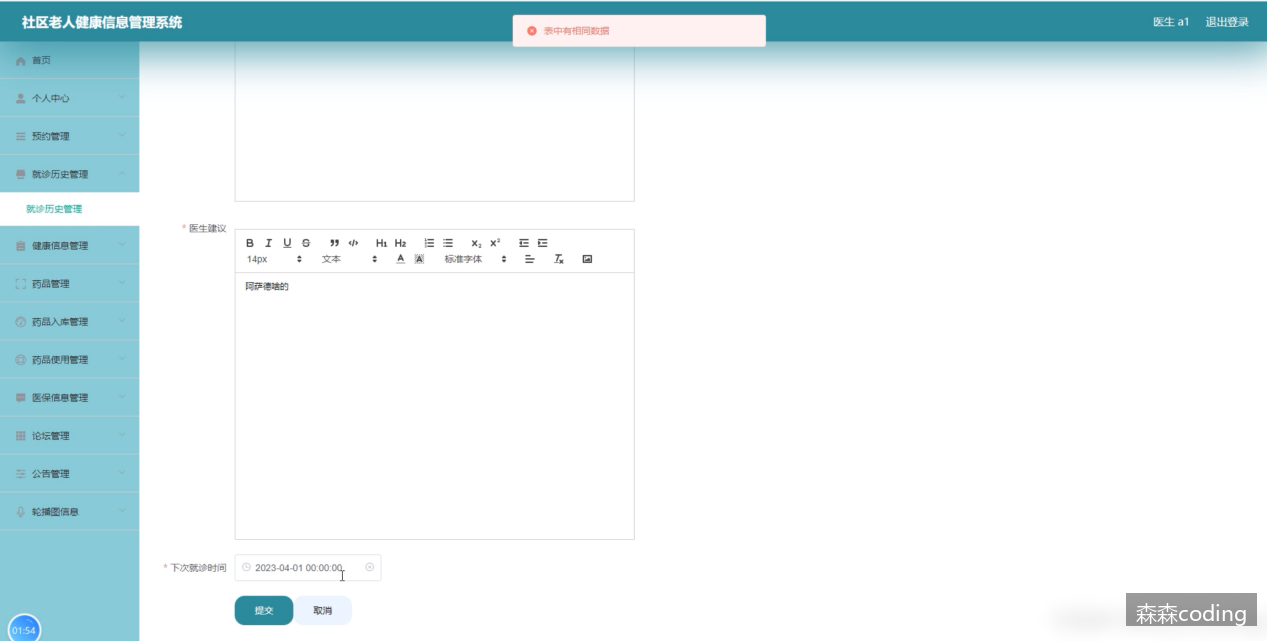 社区老人健康信息管理系统
表中有相同数据
医生 a1 退出登录
首页
个人中心
预约管理
就诊历史管理
就诊历史管理
健康信息管理
药品管理
药品入库管理
药品使用管理
医保信息管理
论坛管理
公告管理
轮播图信息
* 医生建议
B I U S ” </> H1 H2 X2 X2
14px 文本 A A 标准字体 Tx
阿萨德啥的
* 下次就诊时间 2023-04-01 00:00:00
提交 取消
01:54
森森coding